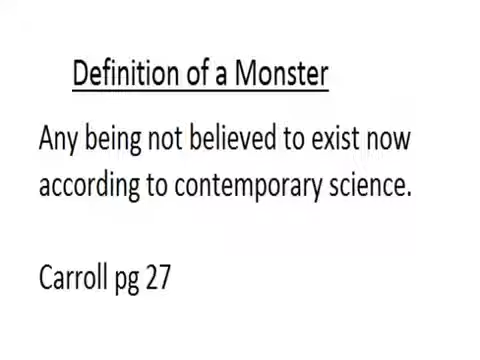 Definition of a Monster
Any being not believed to exist now
according to contemporary science.
Carroll pg 27